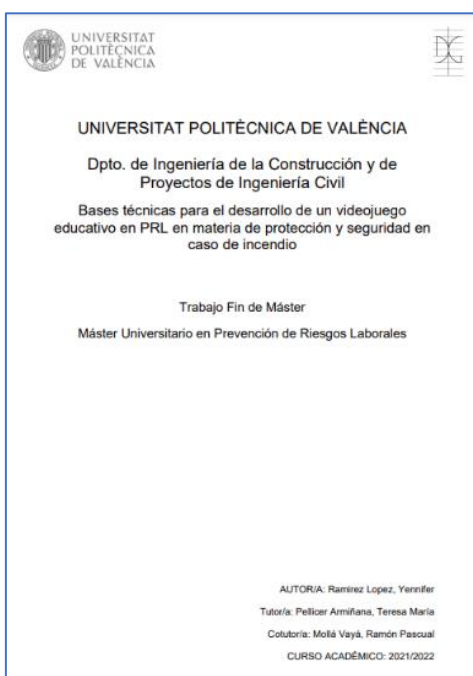 UNIVERSITAT
POLITÈCNICA
DE VALÈNCIA
UNIVERSITAT POLITÈCNICA DE VALÈNCIA
Dpto. de Ingeniería de la Construcción y de
Proyectos de Ingeniería Civil
Bases técnicas para el desarrollo de un videojuego
educativo en PRL en materia de protección y seguridad en
caso de incendio
Trabajo Fin de Máster
Máster Universitario en Prevención de Riesgos Laborales
AUTOR/A: Ramirez Lopez, Yennifer
Tutor/a: Pellicer Armiñana, Teresa María
Cotutor/a: Mollá Vayá, Ramón Pascual
CURSO ACADÉMICO: 2021/2022